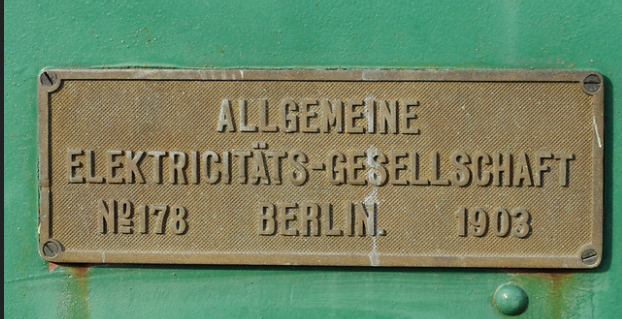 ALLGEMEINE
ELEKTRICITÄTS-GESELLSCHAFT
Nº178 BERLIN. 1903